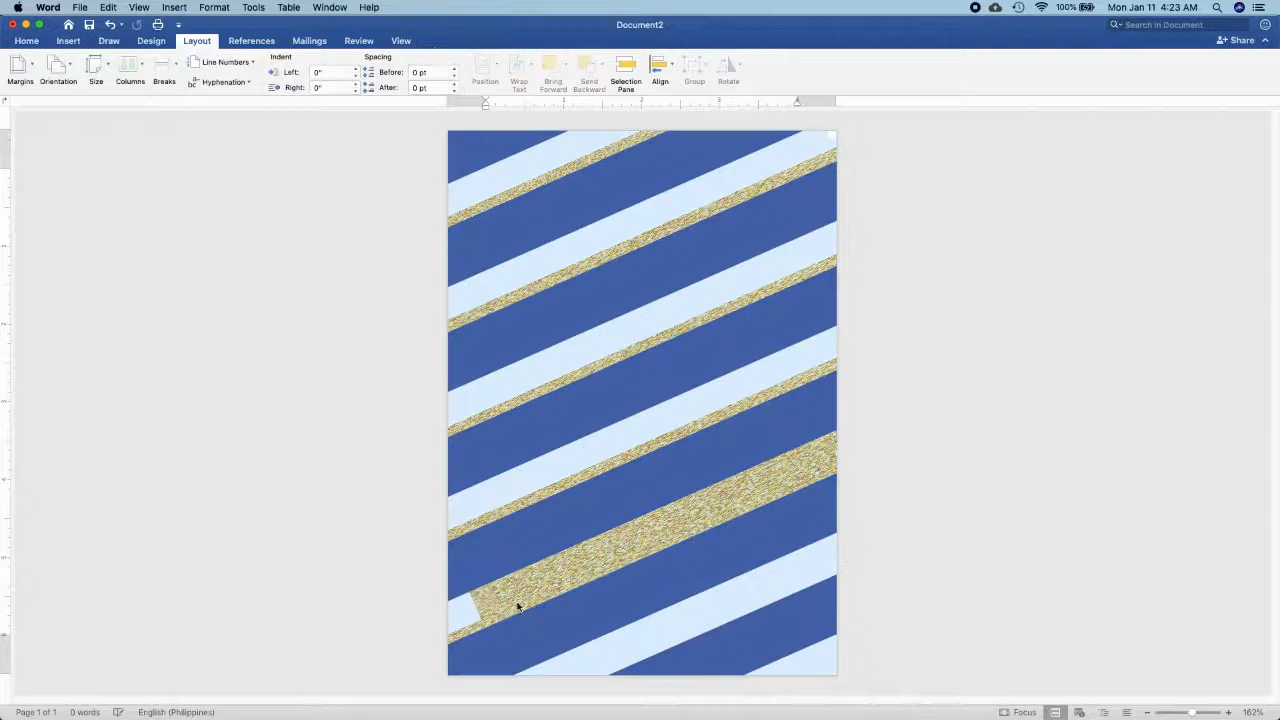 Word File Edit View Insert Format Tools Table Window Help 100% Mon Jan 11 4:23 AM
Document2 Search in Document
Home Insert Draw Design Layout References Mailings Review View Share
Margins Orientation Size Columns Breaks Line Numbers Hyphenation Indent Left: 0" Right: 0" Spacing Before: 0 pt After: 0 pt Position Wrap Text Bring Forward Send Backward Selection Pane Align Group Rotate
1 2 3
Page 1 of 1 0 words English (Philippines) Focus 162%